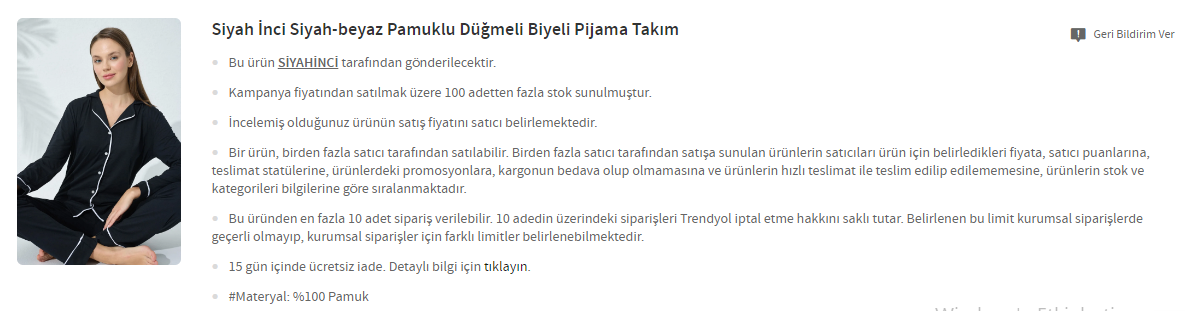 Siyah İnci Siyah-beyaz Pamuklu Düğmeli Biyeli Pijama Takım
Geri Bildirim Ver
Bu ürün SİYAHİNCİ tarafından gönderilecektir.
Kampanya fiyatından satılmak üzere 100 adetten fazla stok sunulmuştur.
İncelemiş olduğunuz ürünün satış fiyatını satıcı belirlemektedir.
Bir ürün, birden fazla satıcı tarafından satılabilir. Birden fazla satıcı tarafından satışa sunulan ürünlerin satıcıları ürün için belirledikleri fiyata, satıcı puanlarına,
teslimat statülerine, ürünlerdeki promosyonlara, kargonun bedava olup olmamasına ve ürünlerin hızlı teslimat ile teslim edilip edilememesine, ürünlerin stok ve
kategorileri bilgilerine göre sıralanmaktadır.
Bu üründen en fazla 10 adet sipariş verilebilir. 10 adedin üzerindeki siparişleri Trendyol iptal etme hakkını saklı tutar. Belirlenen bu limit kurumsal siparişlerde
geçerli olmayıp, kurumsal siparişler için farklı limitler belirlenebilmektedir.
15 gün içinde ücretsiz iade. Detaylı bilgi için tıklayın.
#Materyal: %100 Pamuk